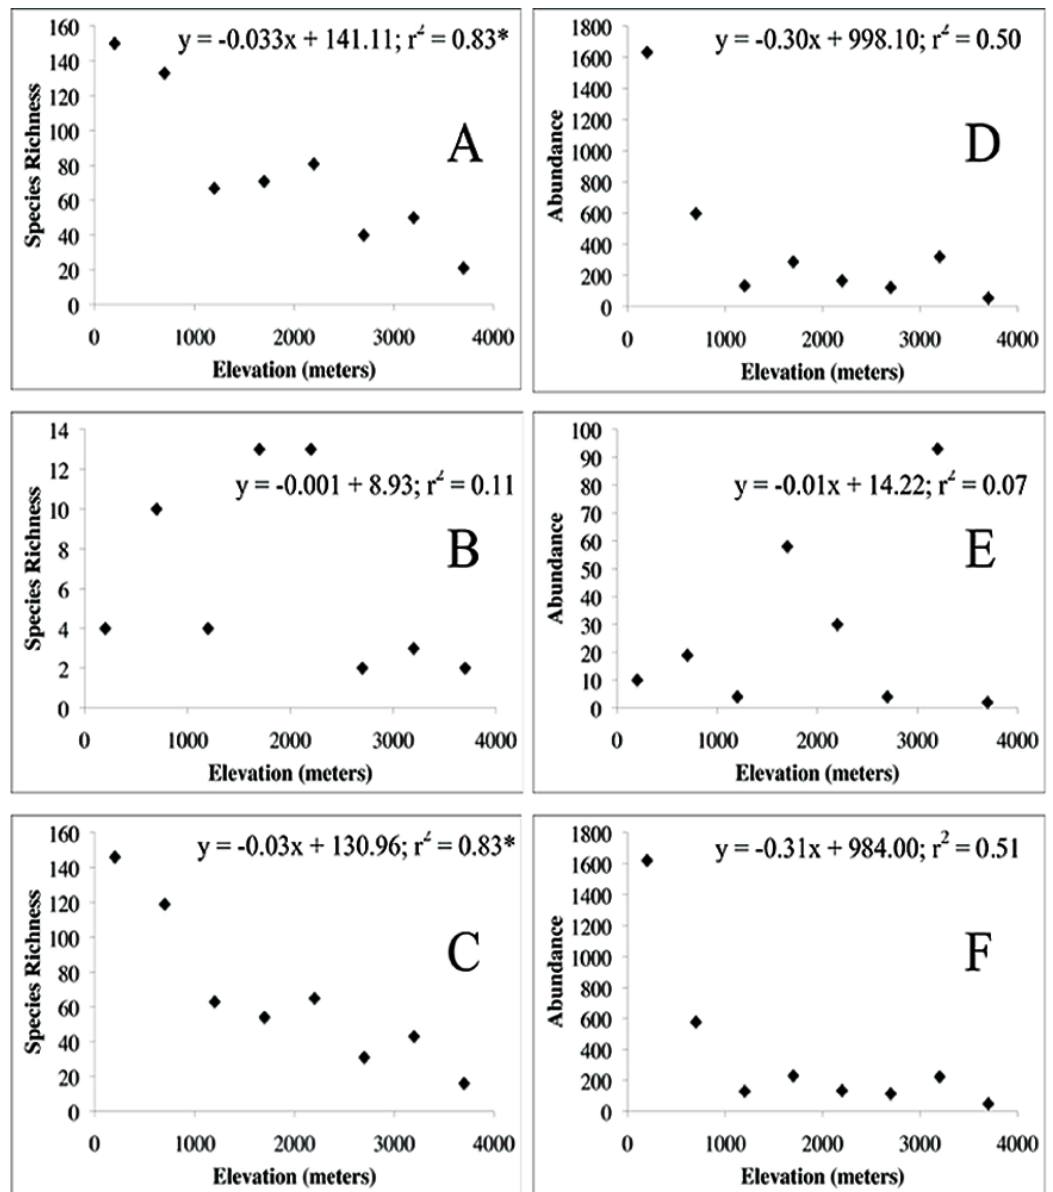 y = -0.033x + 141.11; r² = 0.83*
A
Species Richness
160
140
120
100
80
60
40
20
0
0 1000 2000 3000 4000
Elevation (meters)
y = -0.30x + 998.10; r² = 0.50
D
Abundance
1800
1600
1400
1200
1000
800
600
400
200
0
0 1000 2000 3000 4000
Elevation (meters)
y = -0.001 + 8.93; r² = 0.11
B
Species Richness
14
12
10
8
6
4
2
0
0 1000 2000 3000 4000
Elevation (meters)
y = -0.01x + 14.22; r² = 0.07
E
Abundance
100
90
80
70
60
50
40
30
20
10
0
0 1000 2000 3000 4000
Elevation (meters)
y = -0.03x + 130.96; r² = 0.83*
C
Species Richness
160
140
120
100
80
60
40
20
0
0 1000 2000 3000 4000
Elevation (meters)
y = -0.31x + 984.00; r² = 0.51
F
Abundance
1800
1600
1400
1200
1000
800
600
400
200
0
0 1000 2000 3000 4000
Elevation (meters)